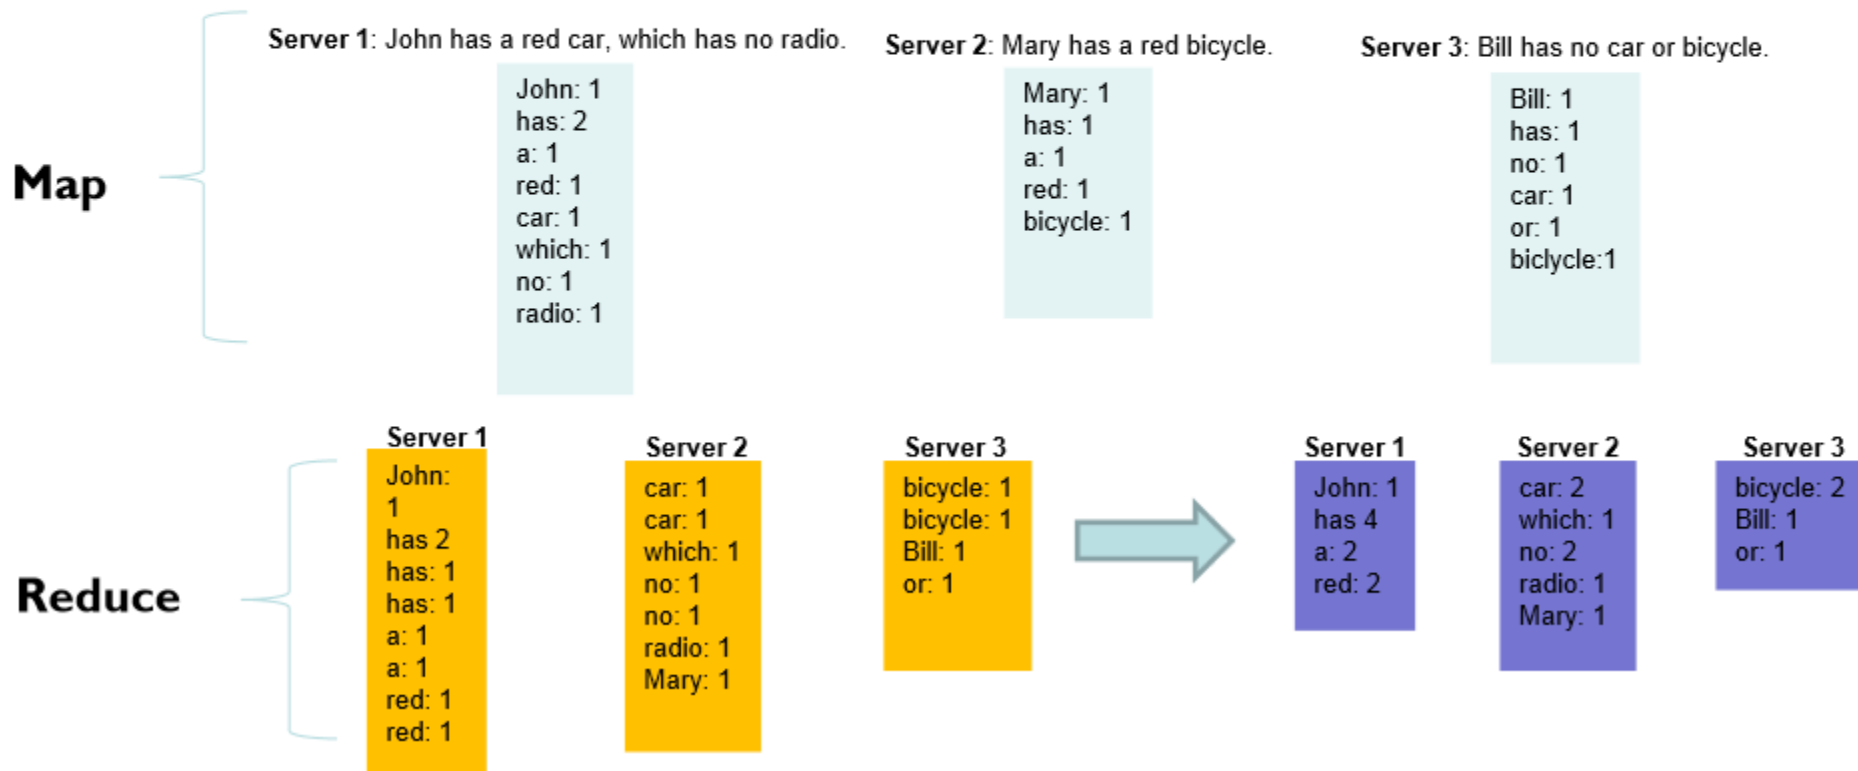 Server 1: John has a red car, which has no radio.
Server 2: Mary has a red bicycle.
Server 3: Bill has no car or bicycle.
Map
John: 1
has: 2
a: 1
red: 1
car: 1
which: 1
no: 1
radio: 1
Mary: 1
has: 1
a: 1
red: 1
bicycle: 1
Bill: 1
has: 1
no: 1
car: 1
or: 1
biclycle:1
Reduce
Server 1
John:
1
has 2
has: 1
has: 1
a: 1
a: 1
red: 1
red: 1
Server 2
car: 1
car: 1
which: 1
no: 1
no: 1
radio: 1
Mary: 1
Server 3
bicycle: 1
bicycle: 1
Bill: 1
or: 1
Server 1
John: 1
has 4
a: 2
red: 2
Server 2
car: 2
which: 1
no: 2
radio: 1
Mary: 1
Server 3
bicycle: 2
Bill: 1
or: 1